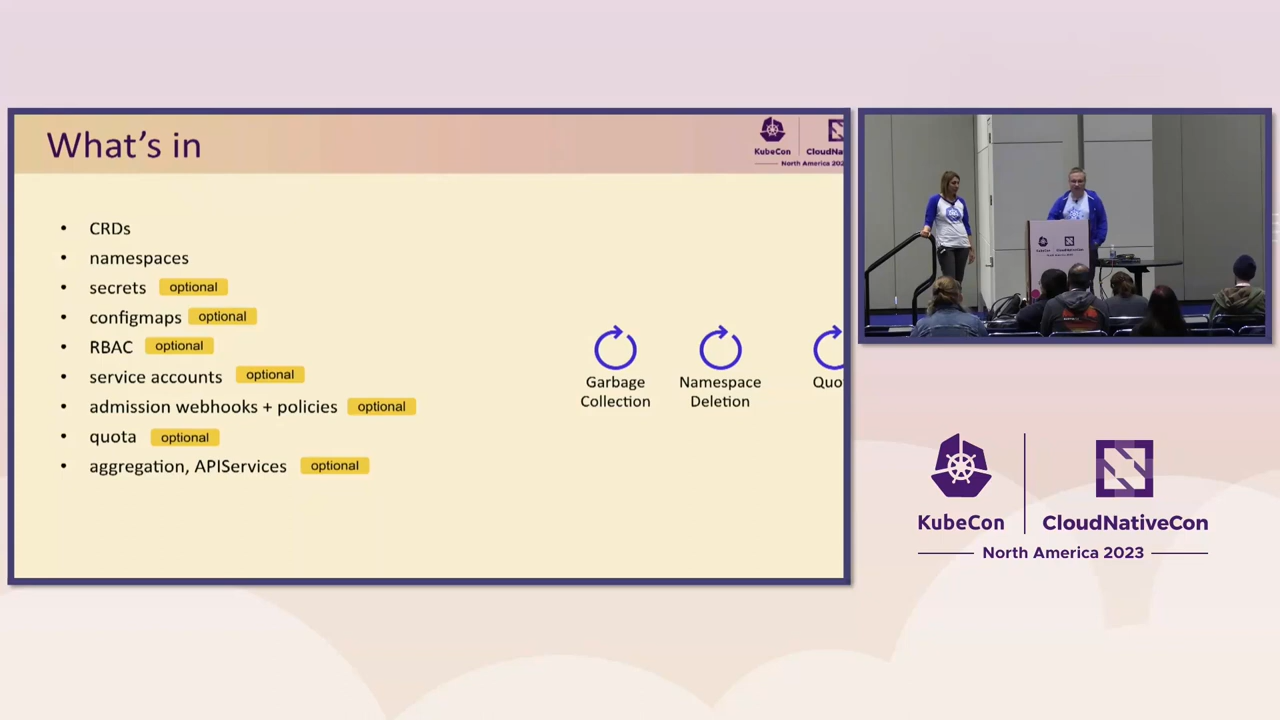 What's in
KubeCon
CloudNa
North America 202
• CRDs
• namespaces
• secrets optional
• configmaps optional
• RBAC optional
• service accounts optional
• admission webhooks + policies optional
• quota optional
• aggregation, APIServices optional
Garbage
Collection
Namespace
Deletion
Quo
KubeCon
CloudNativeCon
North America 2023